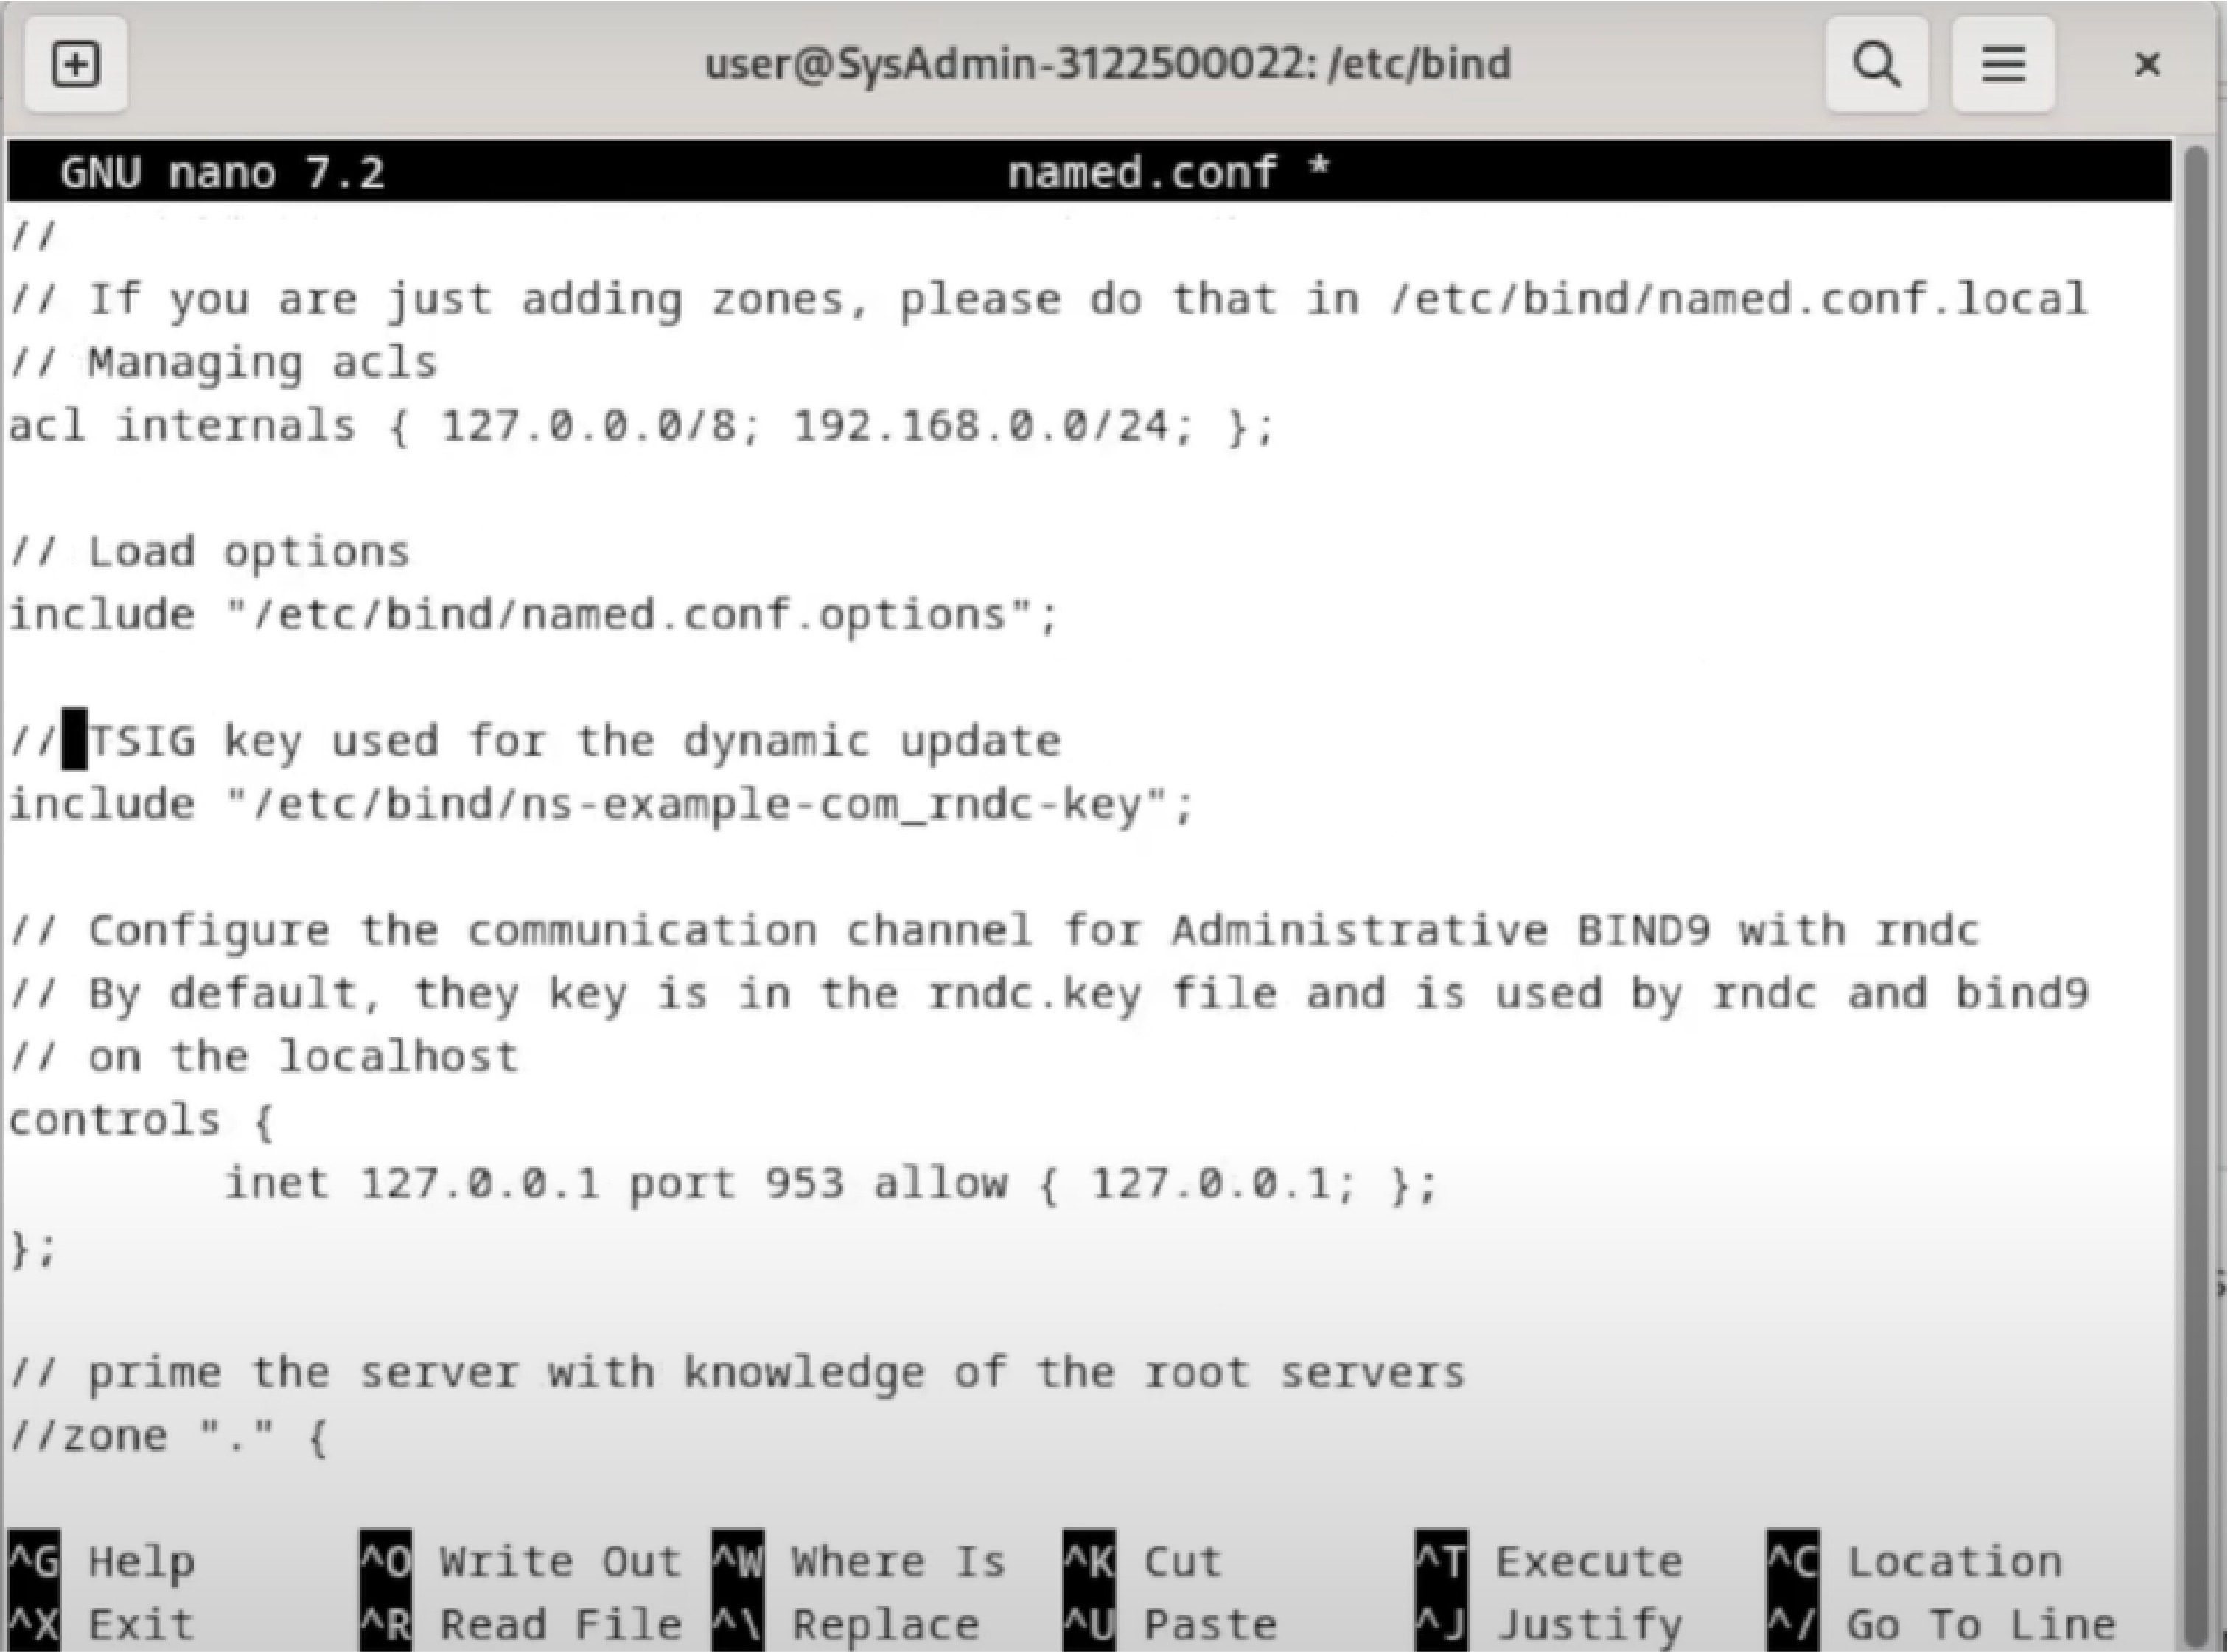 user@SysAdmin-3122500022: /etc/bind
GNU nano 7.2 named.conf *
//
// If you are just adding zones, please do that in /etc/bind/named.conf.local
// Managing acls
acl internals { 127.0.0.0/8; 192.168.0.0/24; };
// Load options
include "/etc/bind/named.conf.options";
// TSIG key used for the dynamic update
include "/etc/bind/ns-example-com_rndc-key";
// Configure the communication channel for Administrative BIND9 with rndc
// By default, they key is in the rndc.key file and is used by rndc and bind9
// on the localhost
controls {
        inet 127.0.0.1 port 953 allow { 127.0.0.1; };
};
// prime the server with knowledge of the root servers
//zone "." {
^G Help ^O Write Out ^W Where Is ^K Cut ^T Execute ^C Location
^X Exit ^R Read File ^\ Replace ^U Paste ^J Justify ^/ Go To Line